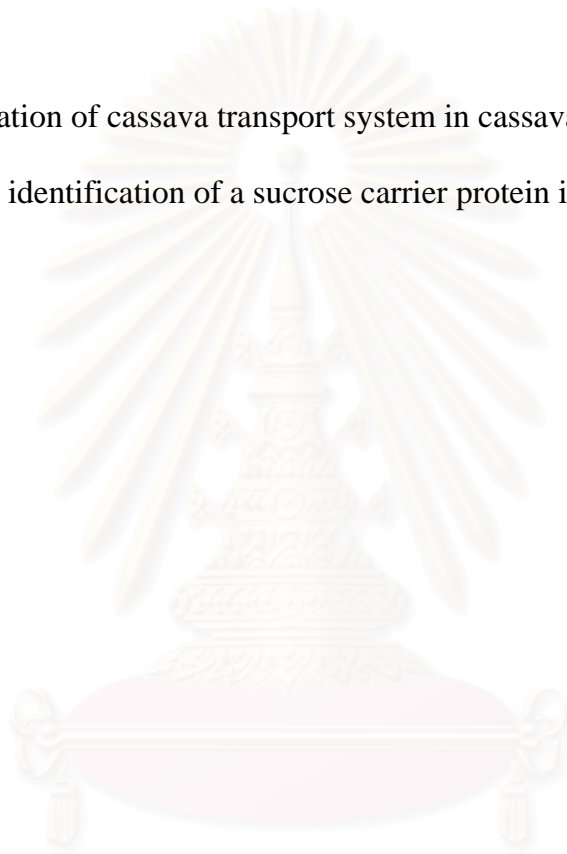 ation of cassava transport system in cassava
identification of a sucrose carrier protein i